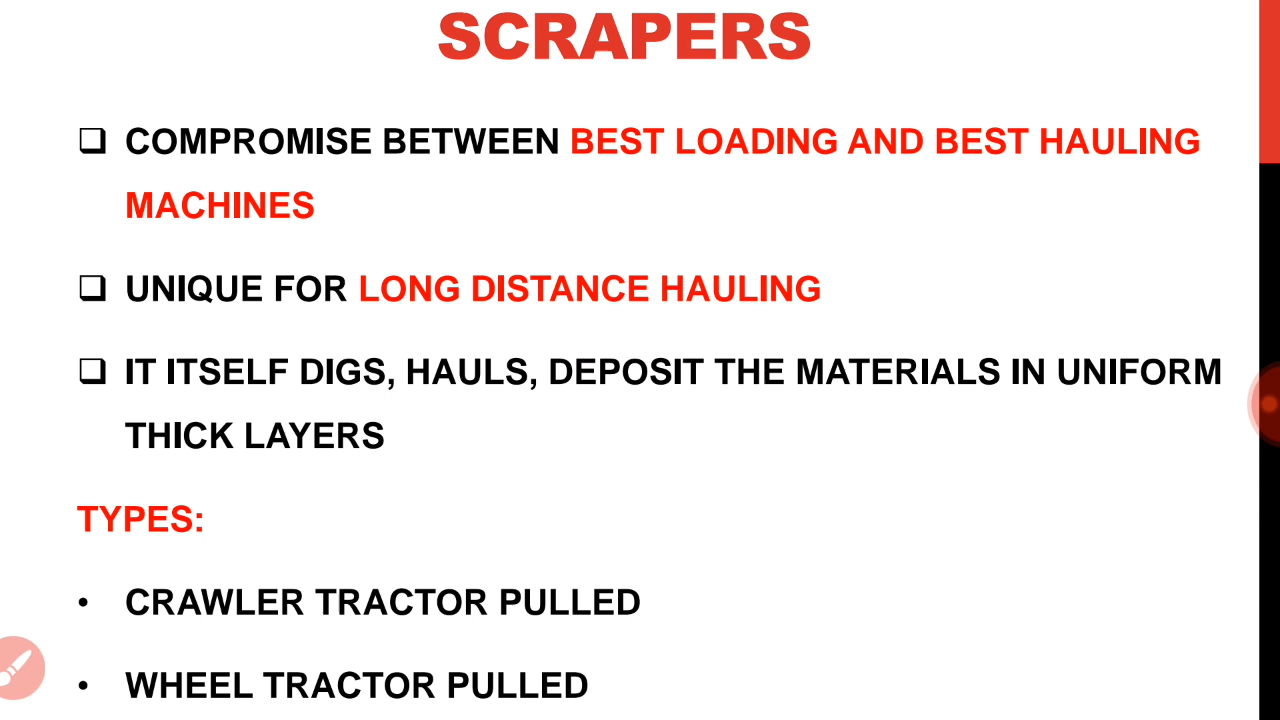 SCRAPERS
❑ COMPROMISE BETWEEN BEST LOADING AND BEST HAULING
MACHINES
❑ UNIQUE FOR LONG DISTANCE HAULING
❑ IT ITSELF DIGS, HAULS, DEPOSIT THE MATERIALS IN UNIFORM
THICK LAYERS
TYPES:
• CRAWLER TRACTOR PULLED
• WHEEL TRACTOR PULLED